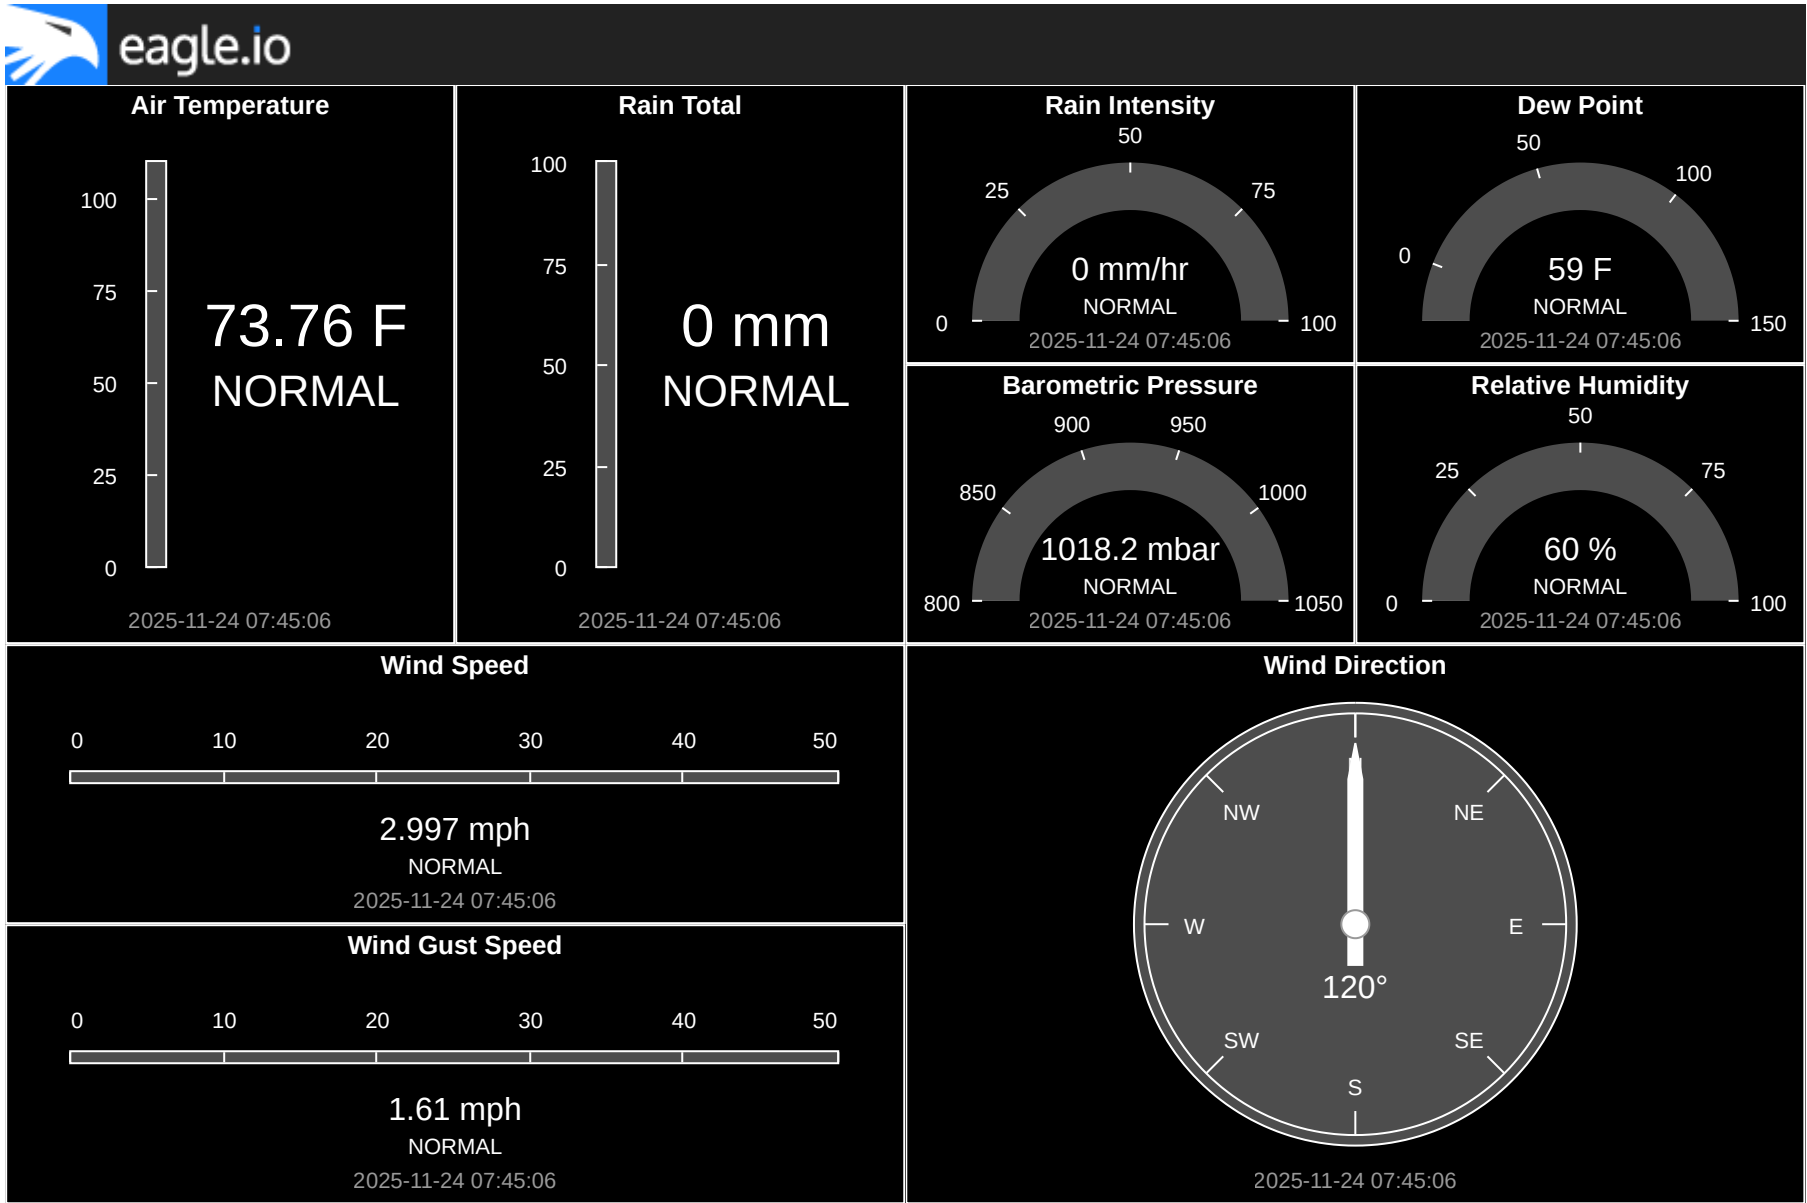 eagle.io
Air Temperature
100
75
50
25
0
73.76 F
NORMAL
2025-11-24 07:45:06
Rain Total
100
75
50
25
0
0 mm
NORMAL
2025-11-24 07:45:06
Rain Intensity
0
25
50
75
100
0 mm/hr
NORMAL
2025-11-24 07:45:06
Dew Point
0
50
100
150
59 F
NORMAL
2025-11-24 07:45:06
Barometric Pressure
800
850
900
950
1000
1050
1018.2 mbar
NORMAL
2025-11-24 07:45:06
Relative Humidity
0
25
50
75
100
60 %
NORMAL
2025-11-24 07:45:06
Wind Speed
0 10 20 30 40 50
2.997 mph
NORMAL
2025-11-24 07:45:06
Wind Gust Speed
0 10 20 30 40 50
1.61 mph
NORMAL
2025-11-24 07:45:06
Wind Direction
NW NE
W E
120°
SW SE
S
2025-11-24 07:45:06